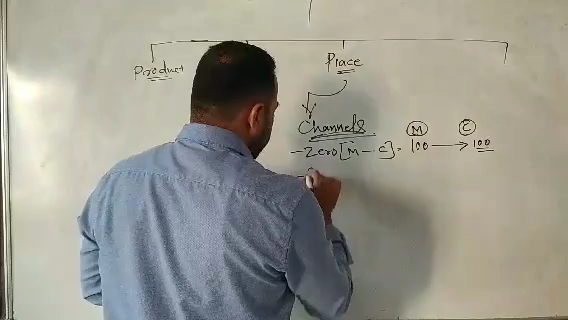 Product Place
Channels
M C
- Zero [M - C] - 100 → 100